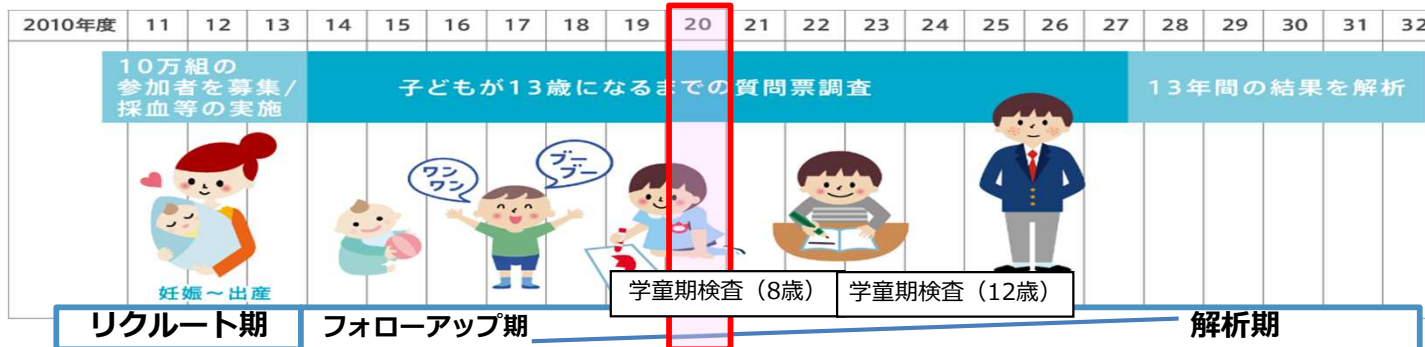 2010年度 11 12 13 14 15 16 17 18 19 20 21 22 23 24 25 26 27 28 29 30 31 32
10万組の
参加者を募集/
採血等の実施
子どもが13歳になるまでの質問票調査
13年間の結果を解析
ワン
ワン
ブー
ブー
妊娠～出産
学童期検査（8歳）
学童期検査（12歳）
リクルート期
フォローアップ期
解析期